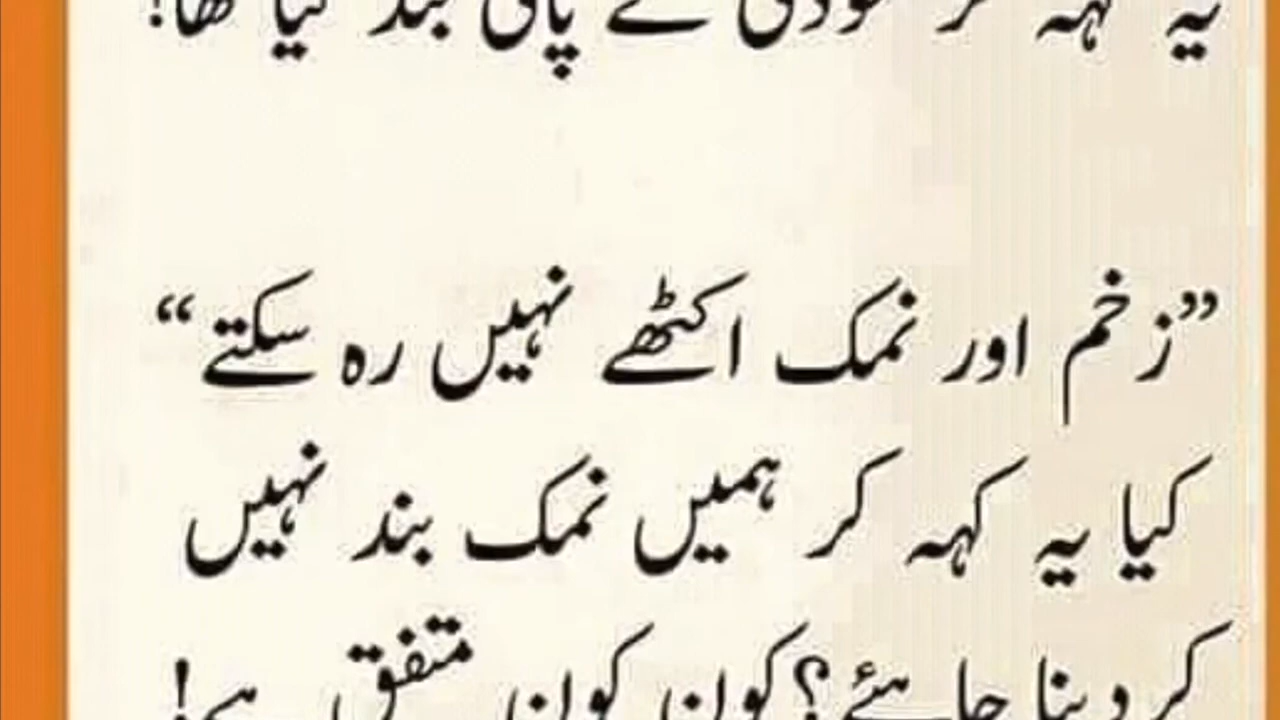 یہ کہہ کر مودی نے پانی بند کیا تھا!
”زخم اور نمک اکٹھے نہیں رہ سکتے“
کیا یہ کہہ کر ہمیں نمک بند نہیں
کر دینا چاہئے؟ کون کون متفق ہے!